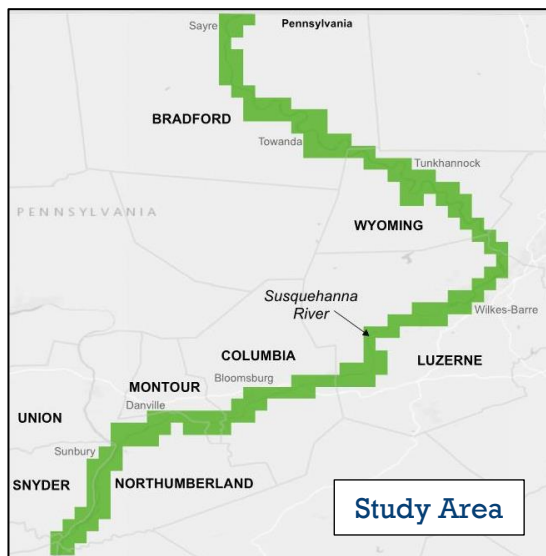 Sayre
Pennsylvania
BRADFORD
Towanda
Tunkhannock
PENNSYLVANIA
WYOMING
Susquehanna
River
Wilkes-Barre
COLUMBIA
LUZERNE
Bloomsburg
MONTOUR
Danville
UNION
Sunbury
SNYDER
NORTHUMBERLAND
Study Area